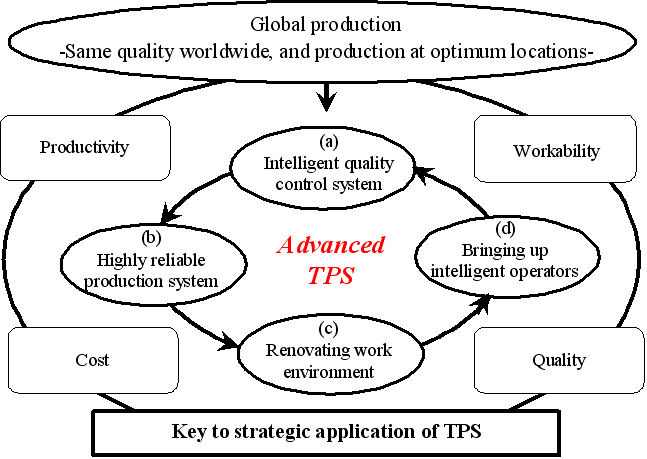 Global production
-Same quality worldwide, and production at optimum locations-
Productivity
Workability
(a)
Intelligent quality
control system
(b)
Highly reliable
production system
Advanced
TPS
(d)
Bringing up
intelligent operators
(c)
Renovating work
environment
Cost
Quality
Key to strategic application of TPS